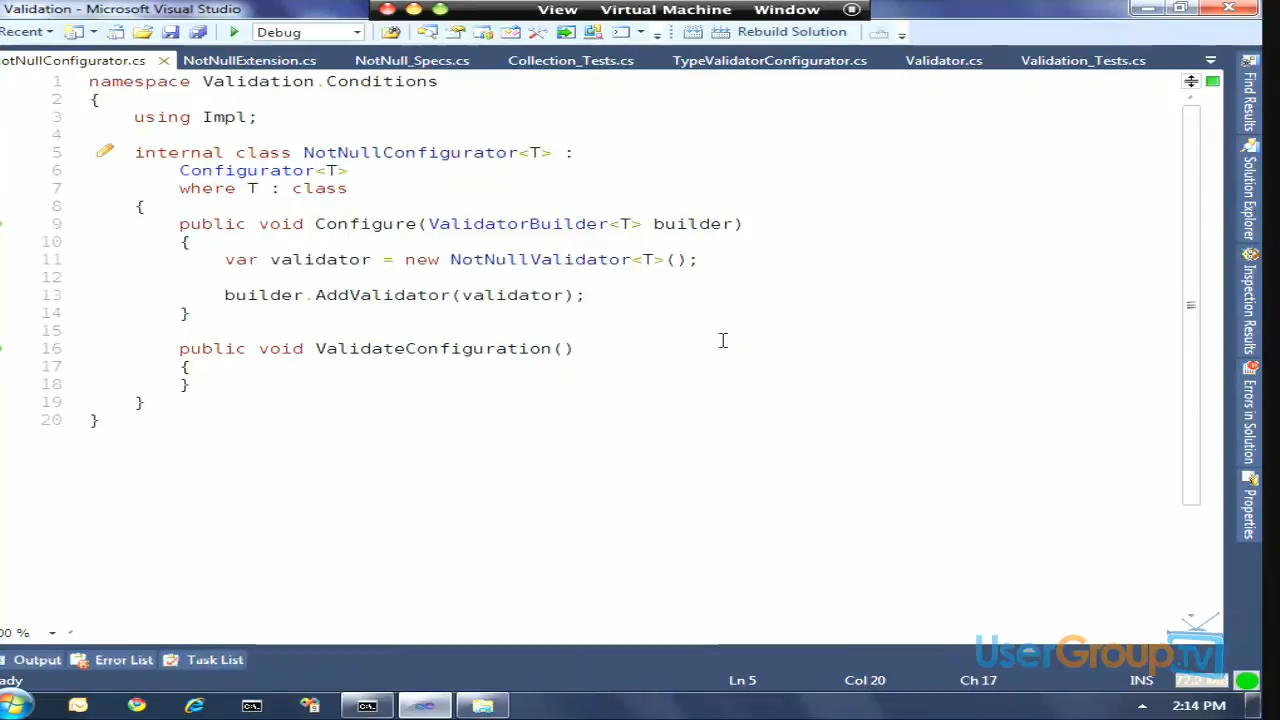 Validation - Microsoft Visual Studio
View Virtual Machine Window
Recent Debug Rebuild Solution
otNullConfigurator.cs NotNullExtension.cs NotNull_Specs.cs Collection_Tests.cs TypeValidatorConfigurator.cs Validator.cs Validation_Tests.cs
1 namespace Validation.Conditions
2 {
3 using Impl;
4
5 internal class NotNullConfigurator<T> :
6 Configurator<T>
7 where T : class
8 {
9 public void Configure(ValidatorBuilder<T> builder)
10 {
11 var validator = new NotNullValidator<T>();
12
13 builder.AddValidator(validator);
14 }
15
16 public void ValidateConfiguration()
17 {
18 }
19 }
20 }
Find Results
Solution Explorer
Inspection Results
Errors in Solution
Properties
00 %
UserGroup.tv
Output Error List Task List
ady Ln 5 Col 20 Ch 17 INS
2:14 PM